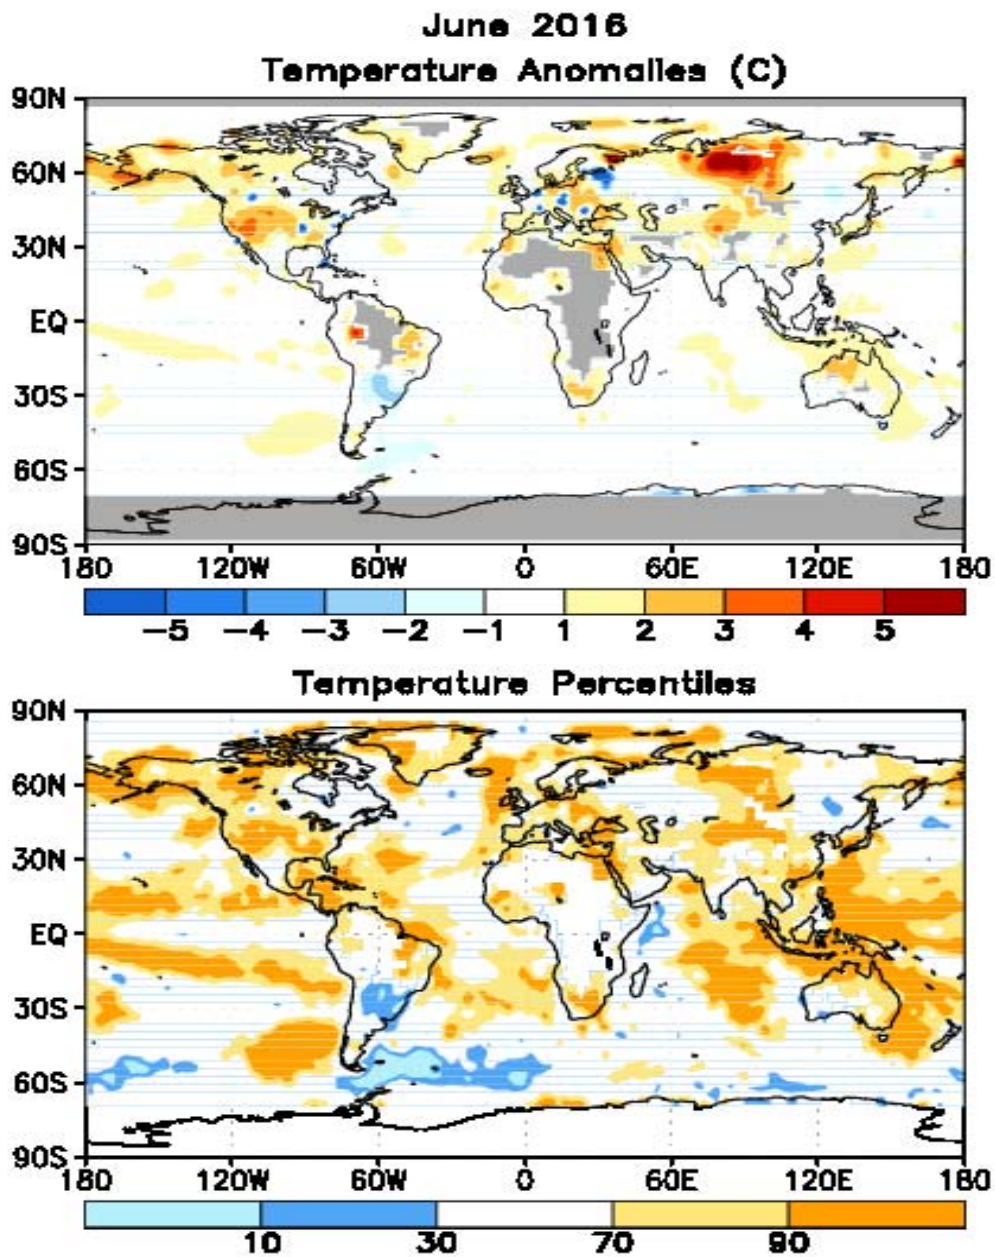 June 2016
Temperature Anomalies (C)
90N
60N
30N
EQ
30S
60S
90S
180 120W 60W 0 60E 120E 180
−5 −4 −3 −2 −1 1 2 3 4 5
Temperature Percentiles
90N
60N
30N
EQ
30S
60S
90S
180 120W 60W 0 60E 120E 180
10 30 70 90